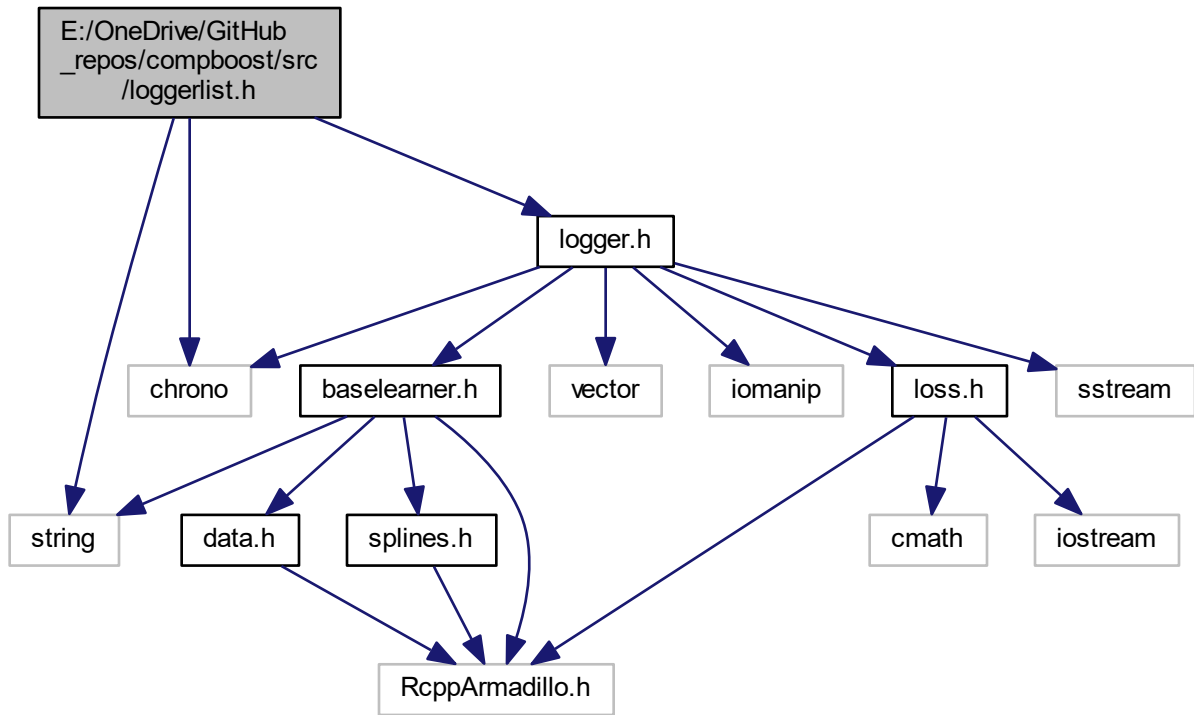 E:/OneDrive/GitHub
_repos/compboost/src
/loggerlist.h
logger.h
chrono
baselearner.h
vector
iomanip
loss.h
sstream
string
data.h
splines.h
cmath
iostream
RcppArmadillo.h